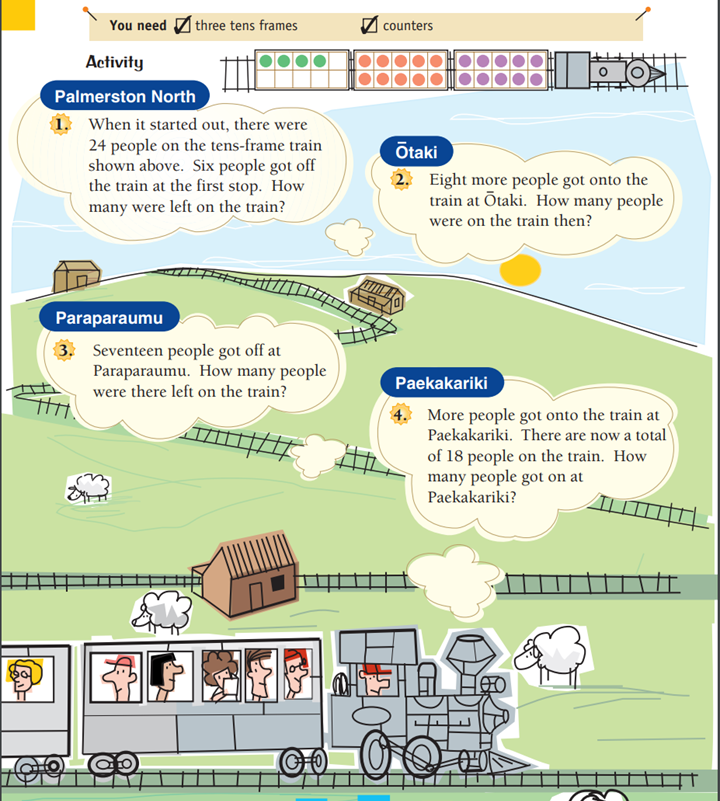 You need three tens frames counters
Activity
Palmerston North
1. When it started out, there were
24 people on the tens-frame train
shown above. Six people got off
the train at the first stop. How
many were left on the train?
Ōtaki
2. Eight more people got onto the
train at Ōtaki. How many people
were on the train then?
Paraparaumu
3. Seventeen people got off at
Paraparaumu. How many people
were there left on the train?
Paekakariki
4. More people got onto the train at
Paekakariki. There are now a total
of 18 people on the train. How
many people got on at
Paekakariki?